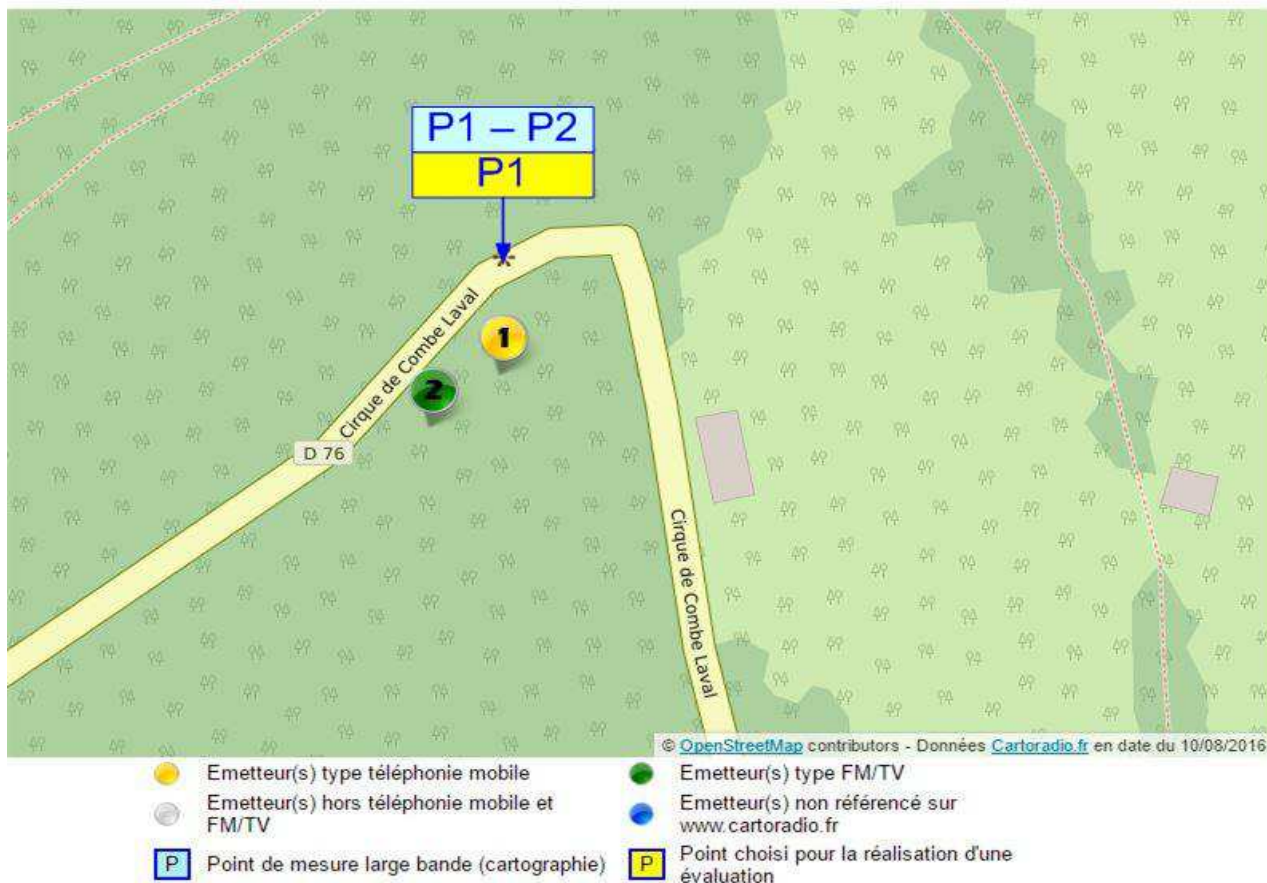 P1 – P2
P1
1
2
Cirque de Combe Laval
D 76
Cirque de Combe Laval
© OpenStreetMap contributors - Données Cartoradio.fr en date du 10/08/2016
Emetteur(s) type téléphonie mobile
Emetteur(s) type FM/TV
Emetteur(s) hors téléphonie mobile et
FM/TV
Emetteur(s) non référencé sur
www.cartoradio.fr
P Point de mesure large bande (cartographie)
P Point choisi pour la réalisation d'une
évaluation